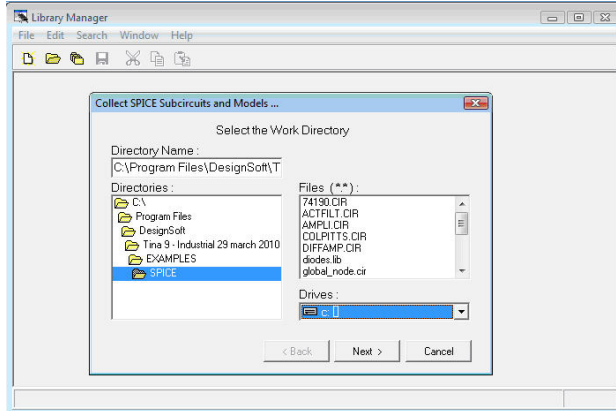 Library Manager
File Edit Search Window Help
Collect SPICE Subcircuits and Models ...
Select the Work Directory
Directory Name :
C:\Program Files\DesignSoft\T
Directories :
C:\
Program Files
DesignSoft
Tina 9 - Industrial 29 march 2010
EXAMPLES
SPICE
Files (*.*) :
74190.CIR
ACTFILT.CIR
AMPLI.CIR
COLPITTS.CIR
DIFFAMP.CIR
diodes.lib
global_node.cir
Drives :
c: []
< Back Next > Cancel